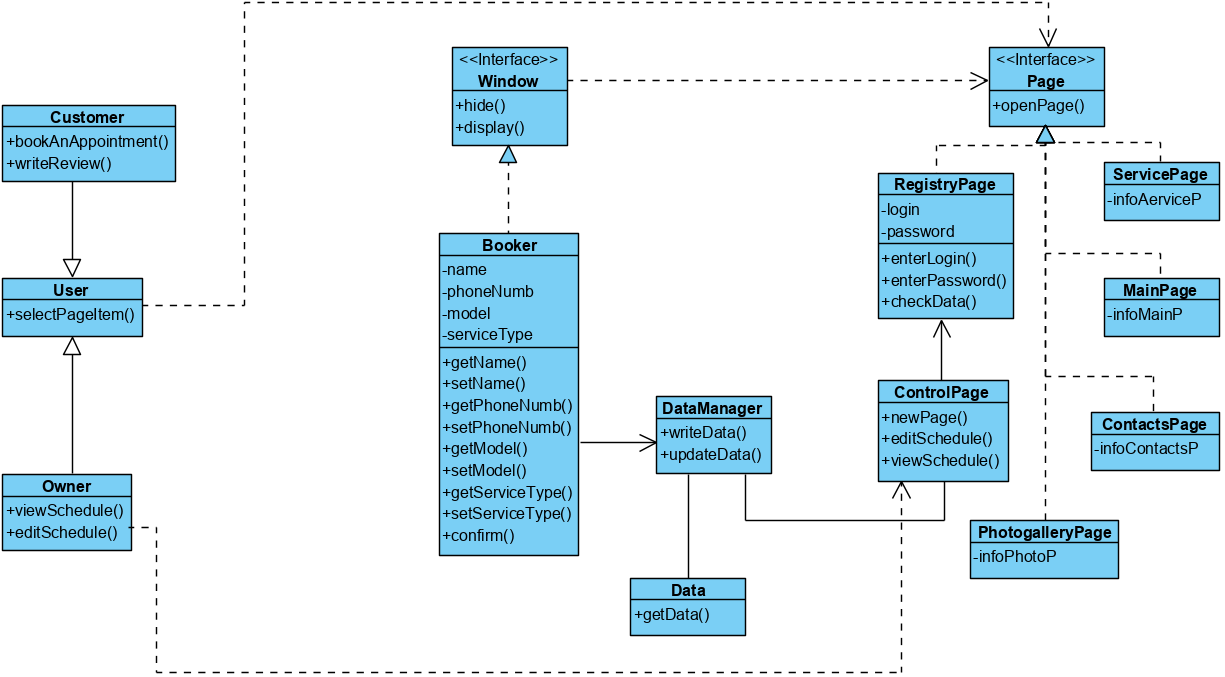 <<Interface>>
Window
+hide()
+display()
<<Interface>>
Page
+openPage()
Customer
+bookAnAppointment()
+writeReview()
ServicePage
-infoAerviceP
RegistryPage
-login
-password
+enterLogin()
+enterPassword()
+checkData()
Booker
-name
-phoneNumb
-model
-serviceType
+getName()
+setName()
+getPhoneNumb()
+setPhoneNumb()
+getModel()
+setModel()
+getServiceType()
+setServiceType()
+confirm()
User
+selectPageItem()
MainPage
-infoMainP
ControlPage
+newPage()
+editSchedule()
+viewSchedule()
DataManager
+writeData()
+updateData()
ContactsPage
-infoContactsP
Owner
+viewSchedule()
+editSchedule()
PhotogalleryPage
-infoPhotoP
Data
+getData()